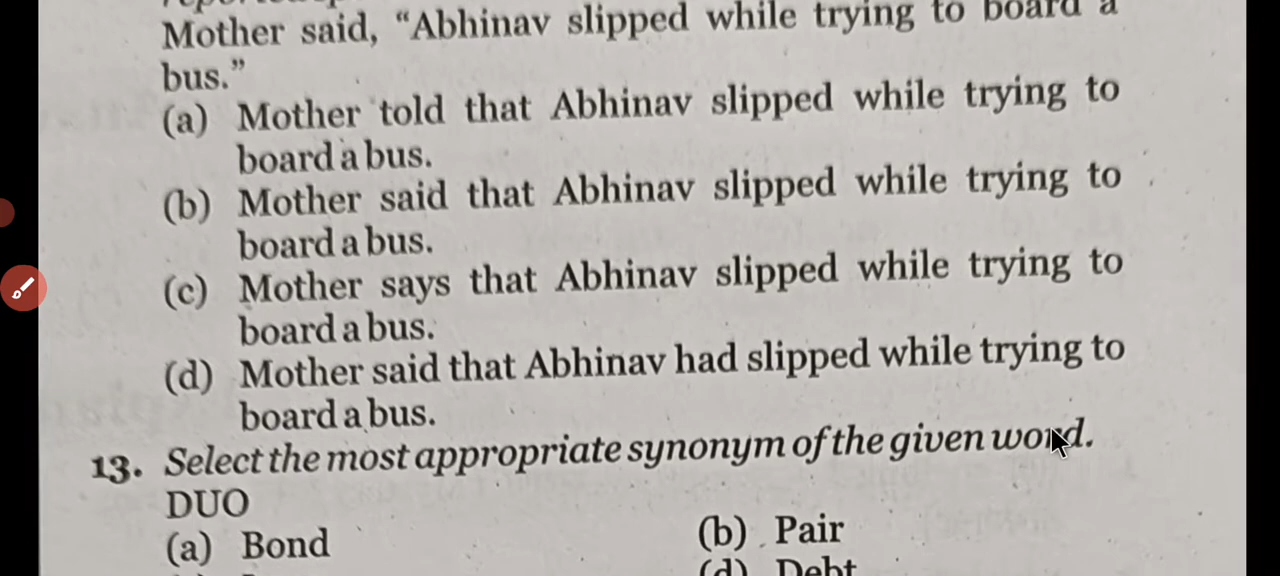 Mother said, “Abhinav slipped while trying to board a
bus.”
(a) Mother told that Abhinav slipped while trying to
board a bus.
(b) Mother said that Abhinav slipped while trying to
board a bus.
(c) Mother says that Abhinav slipped while trying to
board a bus.
(d) Mother said that Abhinav had slipped while trying to
board a bus.
13. Select the most appropriate synonym of the given word.
DUO
(a) Bond
(b) Pair
(d) Debt